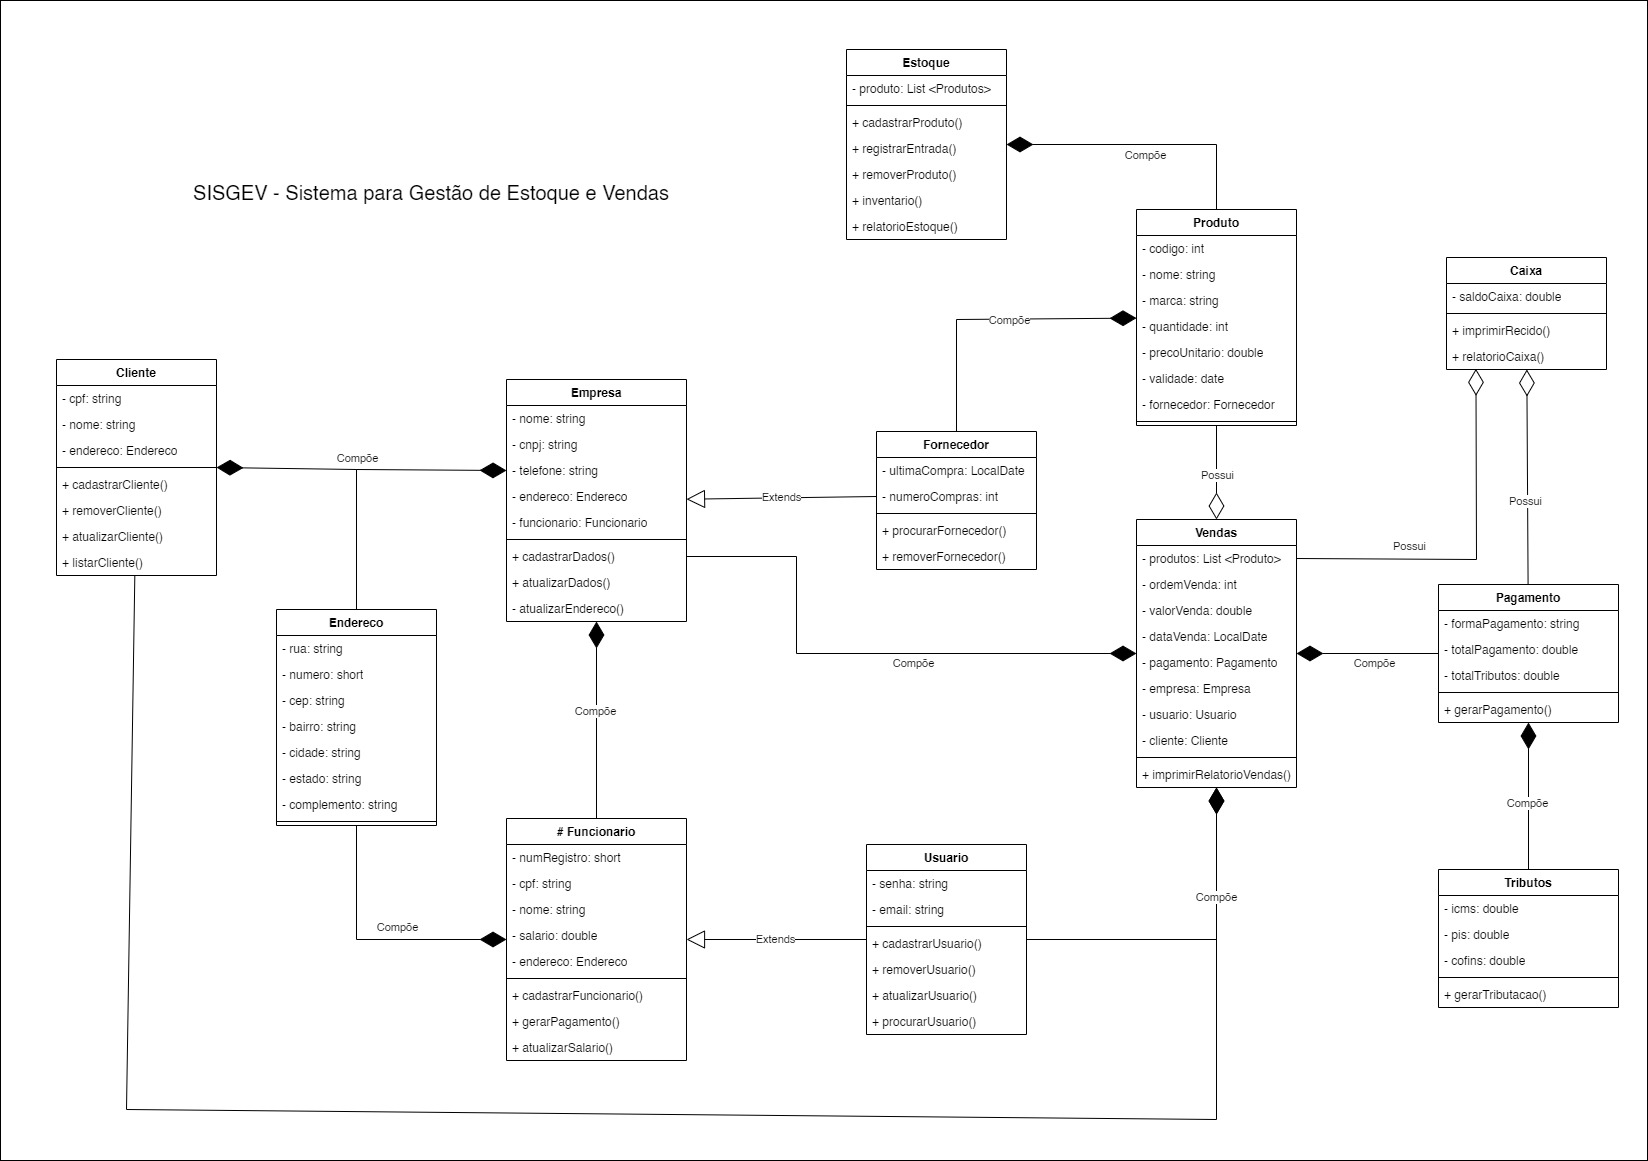 SISGEV - Sistema para Gestão de Estoque e Vendas
Estoque
- produto: List <Produtos>
+ cadastrarProduto()
+ registrarEntrada()
+ removerProduto()
+ inventario()
+ relatorioEstoque()
Compõe
Produto
- codigo: int
- nome: string
- marca: string
- quantidade: int
- precoUnitario: double
- validade: date
- fornecedor: Fornecedor
Compõe
Caixa
- saldoCaixa: double
+ imprimirRecido()
+ relatorioCaixa()
Cliente
- cpf: string
- nome: string
- endereco: Endereco
+ cadastrarCliente()
+ removerCliente()
+ atualizarCliente()
+ listarCliente()
Compõe
Empresa
- nome: string
- cnpj: string
- telefone: string
- endereco: Endereco
- funcionario: Funcionario
+ cadastrarDados()
+ atualizarDados()
- atualizarEndereco()
Extends
Fornecedor
- ultimaCompra: LocalDate
- numeroCompras: int
+ procurarFornecedor()
+ removerFornecedor()
Possui
Vendas
- produtos: List <Produto>
- ordemVenda: int
- valorVenda: double
- dataVenda: LocalDate
- pagamento: Pagamento
- empresa: Empresa
- usuario: Usuario
- cliente: Cliente
+ imprimirRelatorioVendas()
Possui
Possui
Pagamento
- formaPagamento: string
- totalPagamento: double
- totalTributos: double
+ gerarPagamento()
Compõe
Compõe
Endereco
- rua: string
- numero: short
- cep: string
- bairro: string
- cidade: string
- estado: string
- complemento: string
Compõe
Compõe
# Funcionario
- numRegistro: short
- cpf: string
- nome: string
- salario: double
- endereco: Endereco
+ cadastrarFuncionario()
+ gerarPagamento()
+ atualizarSalario()
Compõe
Extends
Usuario
- senha: string
- email: string
+ cadastrarUsuario()
+ removerUsuario()
+ atualizarUsuario()
+ procurarUsuario()
Compõe
Tributos
- icms: double
- pis: double
- cofins: double
+ gerarTributacao()